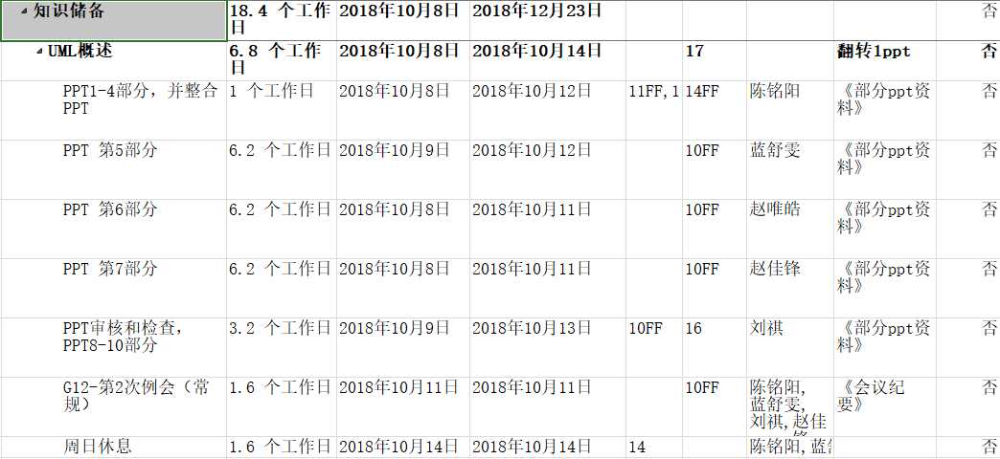 知识储备 18.4 个工作日 2018年10月8日 2018年12月23日 否
UML概述 6.8 个工作日 2018年10月8日 2018年10月14日 17 翻转1ppt 否
PPT1-4部分，并整合PPT 1 个工作日 2018年10月8日 2018年10月12日 11FF,1 14FF 陈铭阳 《部分ppt资料》 否
PPT 第5部分 6.2 个工作日 2018年10月9日 2018年10月12日 10FF 蓝舒雯 《部分ppt资料》 否
PPT 第6部分 6.2 个工作日 2018年10月8日 2018年10月11日 10FF 赵唯皓 《部分ppt资料》 否
PPT 第7部分 6.2 个工作日 2018年10月8日 2018年10月11日 10FF 赵佳锋 《部分ppt资料》 否
PPT审核和检查，PPT8-10部分 3.2 个工作日 2018年10月9日 2018年10月13日 10FF 16 刘祺 《部分ppt资料》 否
G12-第2次例会（常规） 1.6 个工作日 2018年10月11日 2018年10月11日 10FF 陈铭阳,蓝舒雯,刘祺,赵佳 《会议纪要》 否
周日休息 1.6 个工作日 2018年10月14日 2018年10月14日 14 陈铭阳,蓝 否